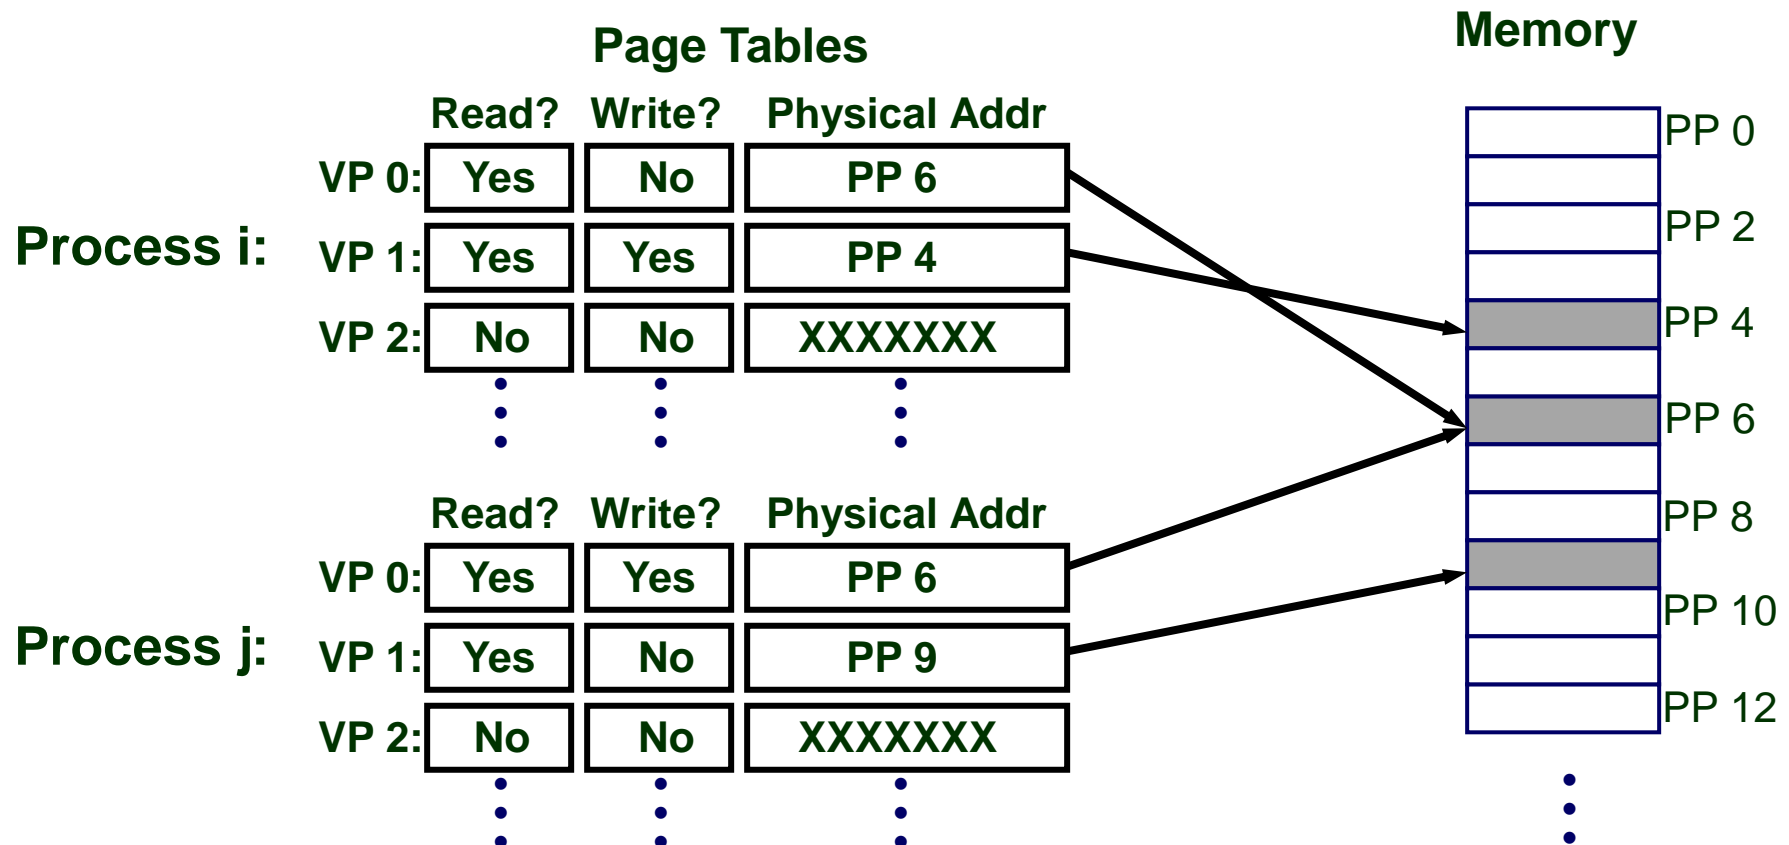 Page Tables
Memory
Read? Write? Physical Addr
Process i:
VP 0: Yes No PP 6
VP 1: Yes Yes PP 4
VP 2: No No XXXXXXX
Read? Write? Physical Addr
Process j:
VP 0: Yes Yes PP 6
VP 1: Yes No PP 9
VP 2: No No XXXXXXX
PP 0
PP 2
PP 4
PP 6
PP 8
PP 10
PP 12